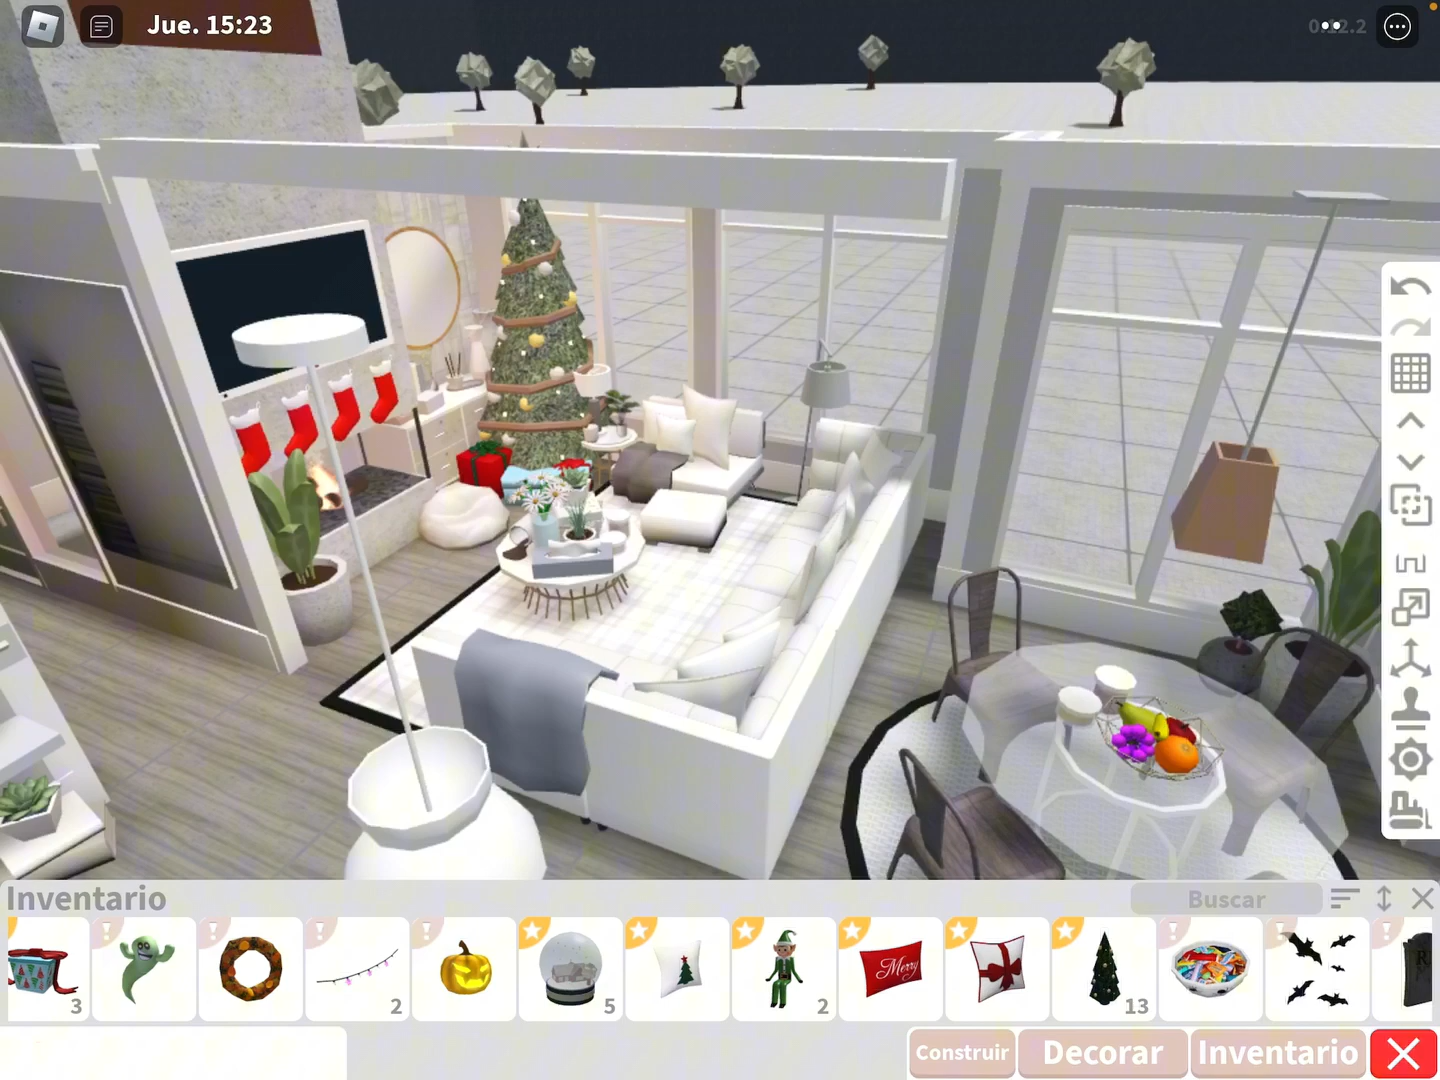 Jue. 15:23
Inventario
Buscar
3
2
5
2
Merry
13
R
Construir
Decorar
Inventario